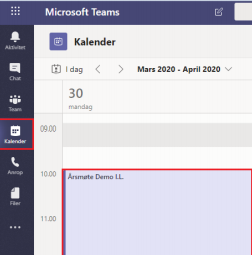 Microsoft Teams
Aktivitet
Chat
Team
Kalender
Anrop
Filer
Kalender
I dag
Mars 2020 - April 2020
30
mandag
09.00
10.00
Årsmøte Demo I.L.
11.00